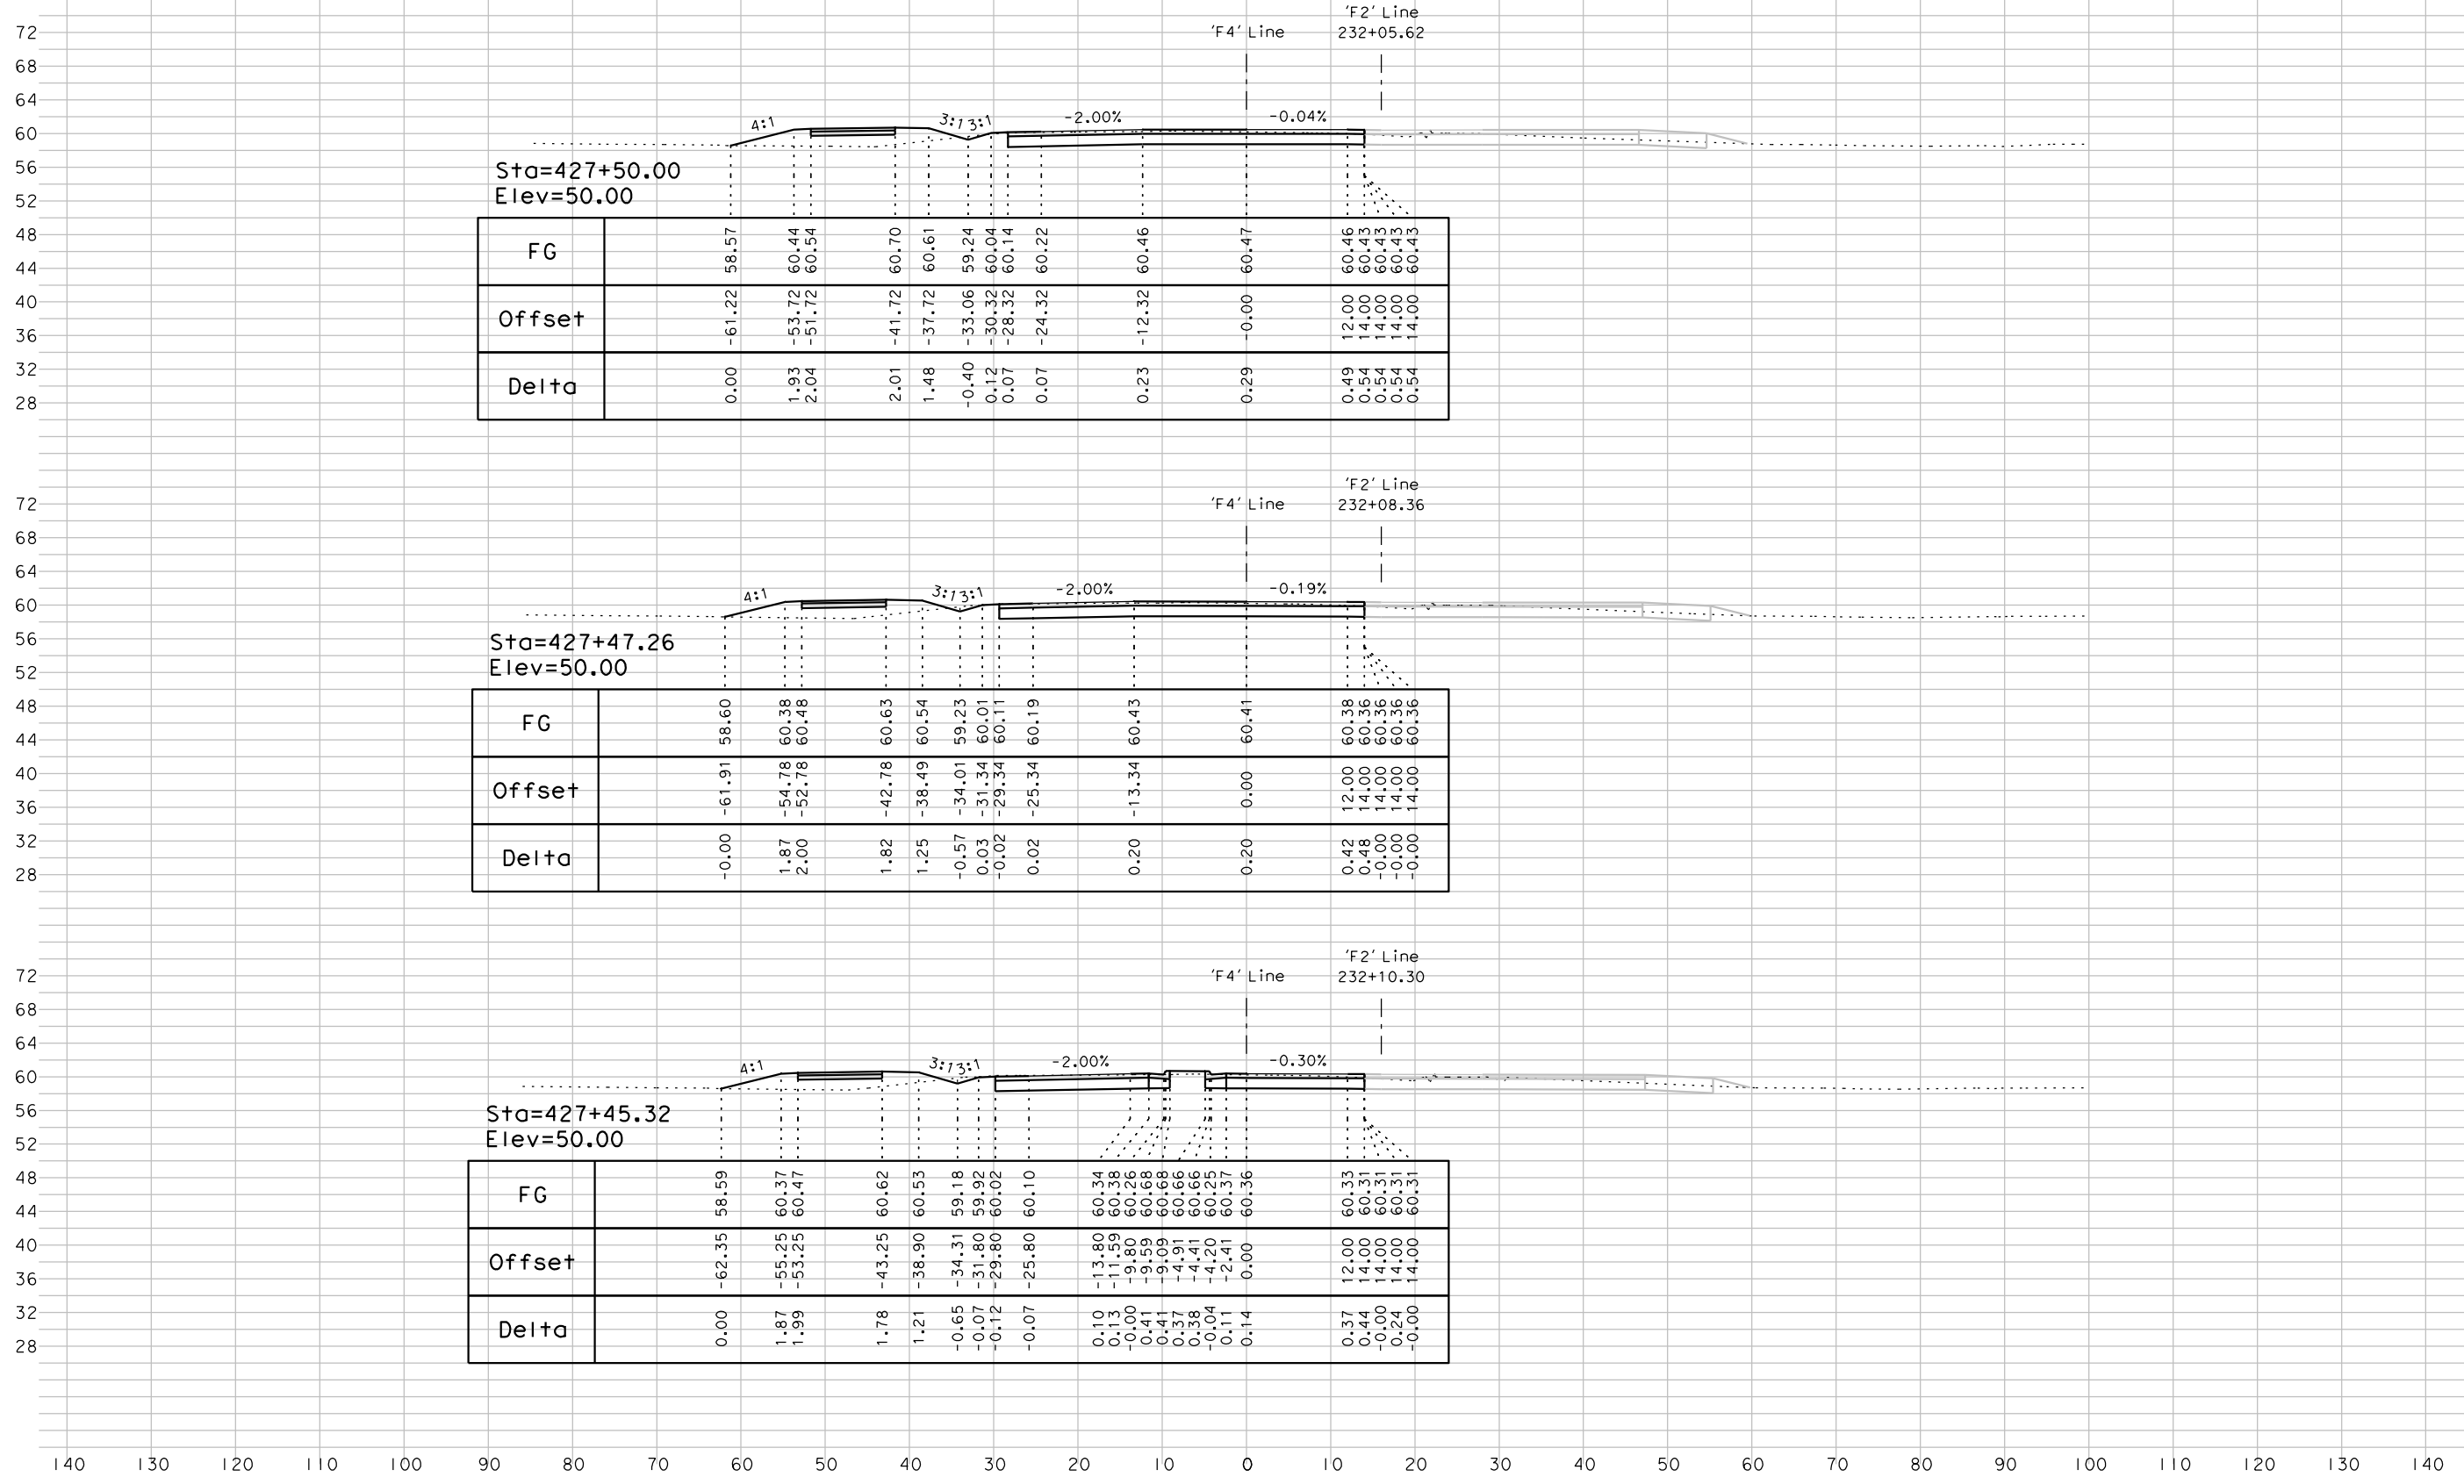 'F2' Line
'F4' Line 232+05.62
72
68
64
60
56
52
48
44
40
36
32
28
4:1 3:1 3:1 -2.00% -0.04%
Sta=427+50.00
Elev=50.00
FG 58.57 60.44 60.54 60.70 60.61 59.24 60.04 60.14 60.22 60.46 60.47 60.46 60.43 60.43 60.43 60.43
Offset -61.22 -53.72 -51.72 -41.72 -37.72 -33.06 -30.32 -28.32 -24.32 -12.32 -0.00 12.00 14.00 14.00 14.00 14.00
Delta 0.00 1.93 2.04 2.01 1.48 -0.40 0.12 0.07 0.07 0.23 0.29 0.49 0.54 0.54 0.54 0.54
'F2' Line
'F4' Line 232+08.36
72
68
64
60
56
52
48
44
40
36
32
28
4:1 3:1 3:1 -2.00% -0.19%
Sta=427+47.26
Elev=50.00
FG 58.60 60.38 60.48 60.63 60.54 59.23 60.01 60.11 60.19 60.43 60.41 60.38 60.36 60.36 60.36 60.36
Offset -61.91 -54.78 -52.78 -42.78 -38.49 -34.01 -31.34 -29.34 -25.34 -13.34 0.00 12.00 14.00 14.00 14.00 14.00
Delta -0.00 1.87 2.00 1.82 1.25 -0.57 0.03 -0.02 0.02 0.20 0.20 0.42 0.48 -0.00 -0.00 -0.00
'F2' Line
'F4' Line 232+10.30
72
68
64
60
56
52
48
44
40
36
32
28
4:1 3:1 3:1 -2.00% -0.30%
Sta=427+45.32
Elev=50.00
FG 58.59 60.37 60.47 60.62 60.53 59.18 59.92 60.02 60.10 60.34 60.38 60.26 60.68 60.68 60.66 60.66 60.25 60.37 60.36 60.33 60.31 60.31 60.31 60.31
Offset -62.35 -55.25 -53.25 -43.25 -38.90 -34.31 -31.80 -29.80 -25.80 -13.80 -11.59 -9.80 -9.59 -9.09 -4.91 -4.41 -4.20 -2.41 0.00 12.00 14.00 14.00 14.00 14.00
Delta 0.00 1.87 1.99 1.78 1.21 -0.65 -0.07 -0.12 -0.07 0.10 0.13 -0.00 0.41 0.41 0.37 0.38 -0.04 0.11 0.14 0.37 0.44 -0.00 0.24 -0.00
140 130 120 110 100 90 80 70 60 50 40 30 20 10 0 10 20 30 40 50 60 70 80 90 100 110 120 130 140